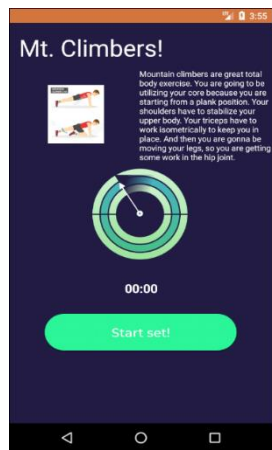 3:55
Mt. Climbers!
Mountain climbers are great total
body exercise. You are going to be
utilizing your core because you are
starting from a plank position. Your
shoulders have to stabilize your
upper body. Your triceps have to
work isometrically to keep you in
place. And then you are gonna be
moving your legs, so you are getting
some work in the hip joint.
00:00
Start set!